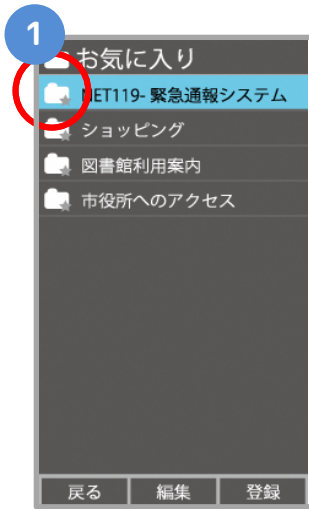 1
お気に入り
NET119-緊急通報システム
ショッピング
図書館利用案内
市役所へのアクセス
戻る 編集 登録